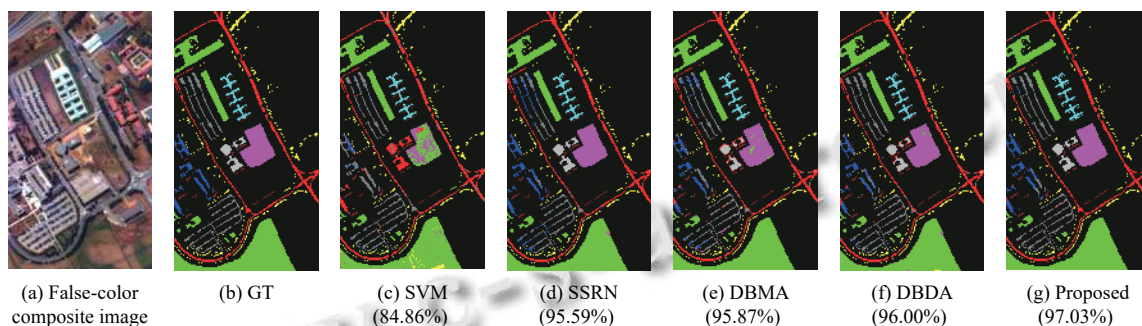 (a) False-color
composite image
(b) GT
(c) SVM
(84.86%)
(d) SSRN
(95.59%)
(e) DBMA
(95.87%)
(f) DBDA
(96.00%)
(g) Proposed
(97.03%)